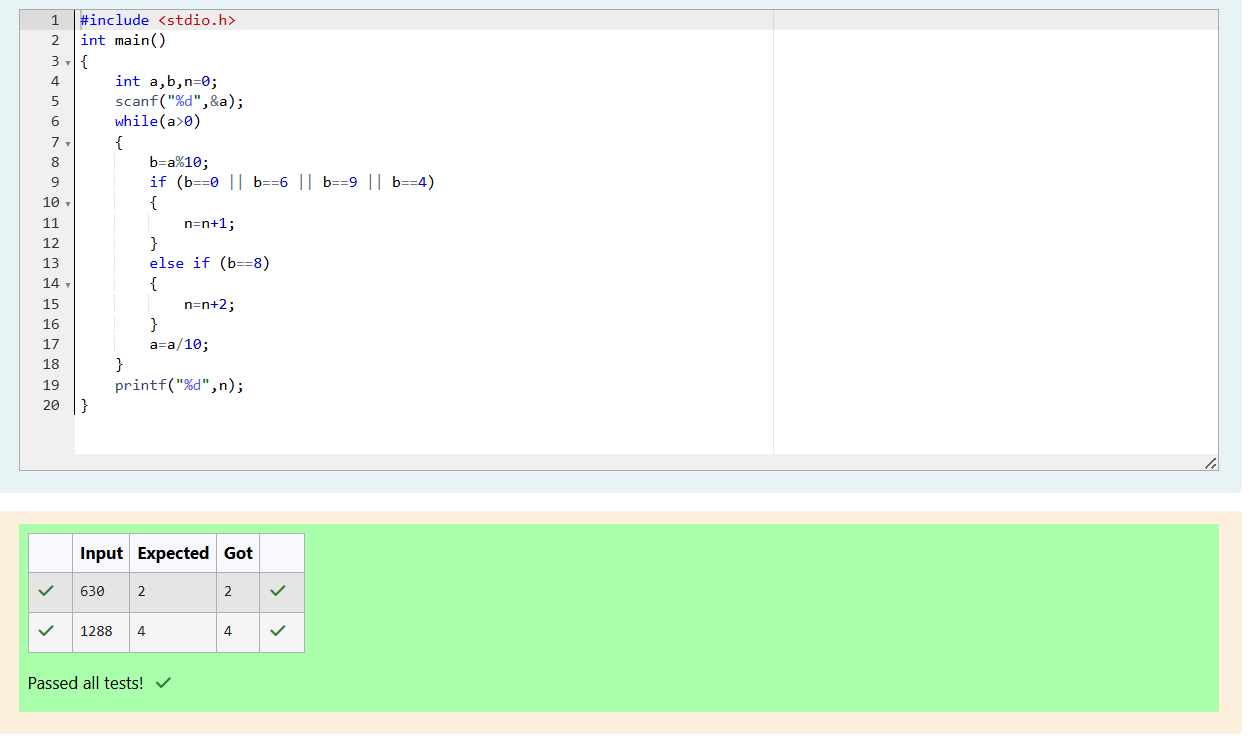 1 #include <stdio.h>
2 int main()
3 {
4     int a,b,n=0;
5     scanf("%d",&a);
6     while(a>0)
7     {
8         b=a%10;
9         if (b==0 || b==6 || b==9 || b==4)
10         {
11             n=n+1;
12         }
13         else if (b==8)
14         {
15             n=n+2;
16         }
17         a=a/10;
18     }
19     printf("%d",n);
20 }
Input Expected Got
630 2 2
1288 4 4
Passed all tests!